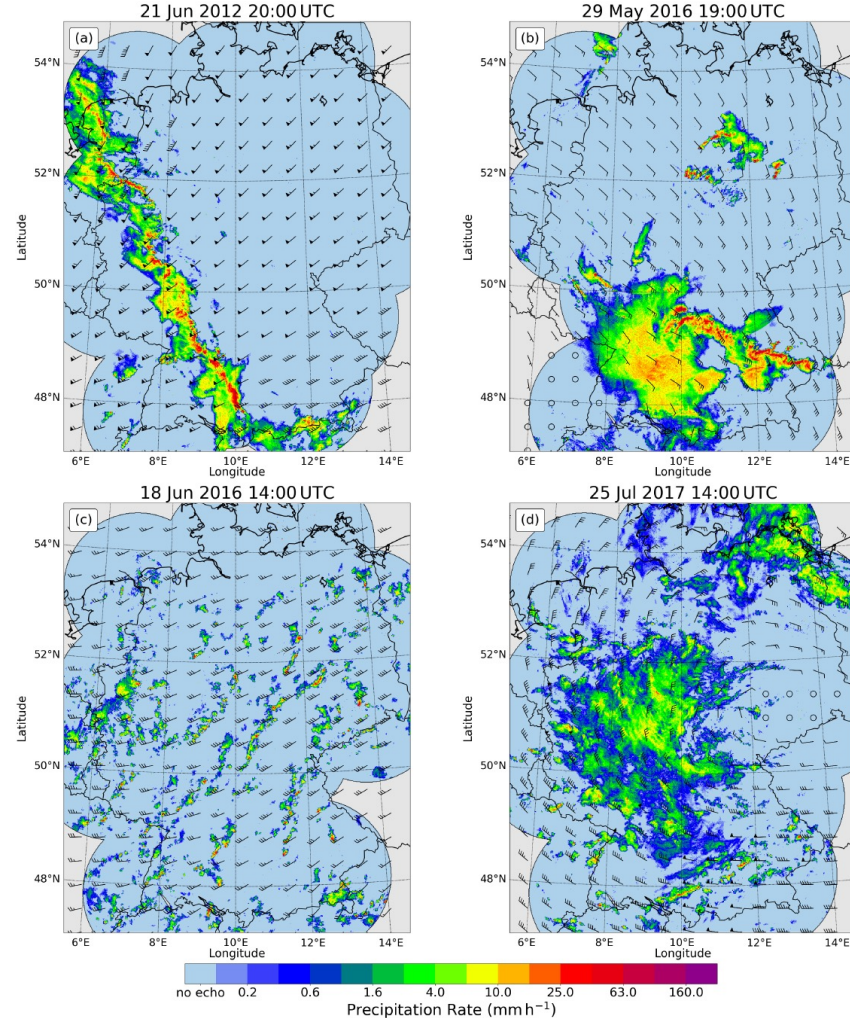 21 Jun 2012 20:00 UTC
(a)
54°N
52°N
50°N
48°N
Latitude
6°E 8°E 10°E 12°E 14°E
Longitude
29 May 2016 19:00 UTC
(b)
54°N
52°N
50°N
48°N
Latitude
6°E 8°E 10°E 12°E 14°E
Longitude
18 Jun 2016 14:00 UTC
(c)
54°N
52°N
50°N
48°N
Latitude
6°E 8°E 10°E 12°E 14°E
Longitude
25 Jul 2017 14:00 UTC
(d)
54°N
52°N
50°N
48°N
Latitude
6°E 8°E 10°E 12°E 14°E
Longitude
no echo 0.2 0.6 1.6 4.0 10.0 25.0 63.0 160.0
Precipitation Rate (mm h⁻¹)